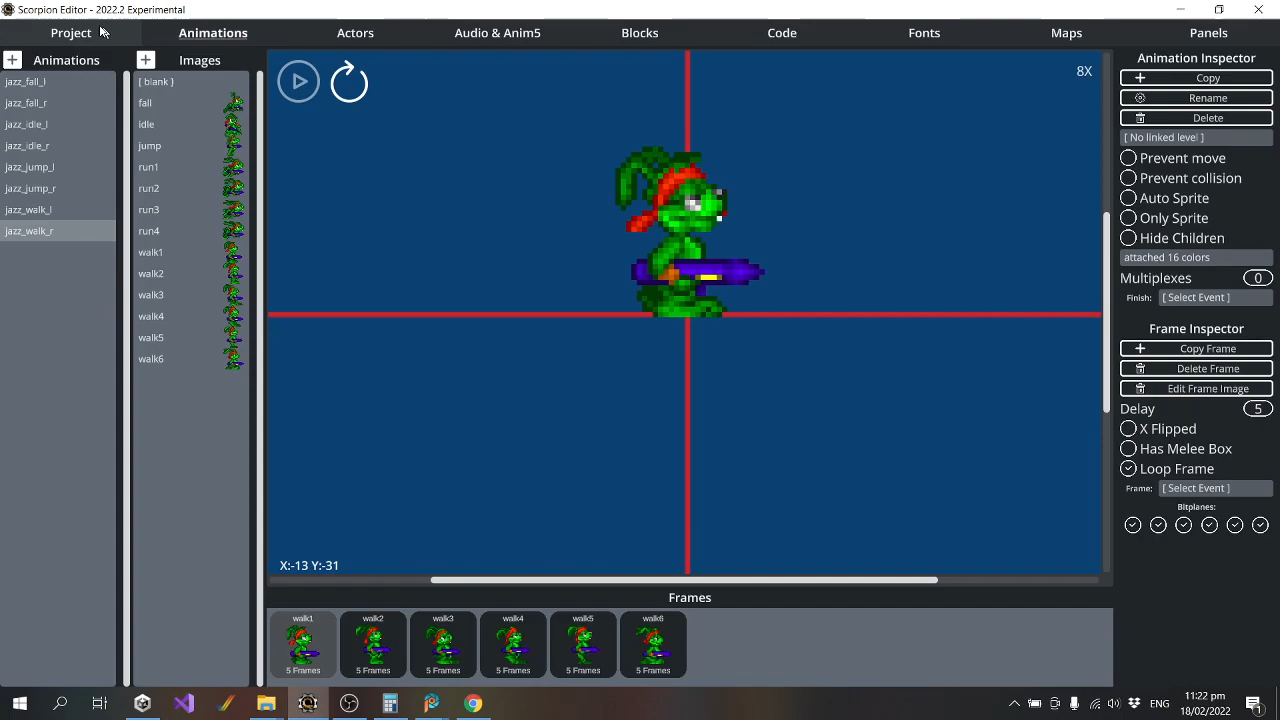 Scorpion Editor - 2022.2 Experimental
Project Animations Actors Audio & Anim5 Blocks Code Fonts Maps Panels
Animations
jazz_fall_l
jazz_fall_r
jazz_idle_l
jazz_idle_r
jazz_jump_l
jazz_jump_r
jazz_walk_l
jazz_walk_r
Images
[ blank ]
fall
idle
jump
run1
run2
run3
run4
walk1
walk2
walk3
walk4
walk5
walk6
8X
X:-13 Y:-31
Frames
walk1 walk2 walk3 walk4 walk5 walk6
5 Frames 5 Frames 5 Frames 5 Frames 5 Frames 5 Frames
Animation Inspector
Copy
Rename
Delete
[ No linked level ]
Prevent move
Prevent collision
Auto Sprite
Only Sprite
Hide Children
attached 16 colors
Multiplexes 0
Finish: [ Select Event ]
Frame Inspector
Copy Frame
Delete Frame
Edit Frame Image
Delay 5
X Flipped
Has Melee Box
Loop Frame
Frame: [ Select Event ]
Bitplanes:
ENG
11:22 pm
18/02/2022
1